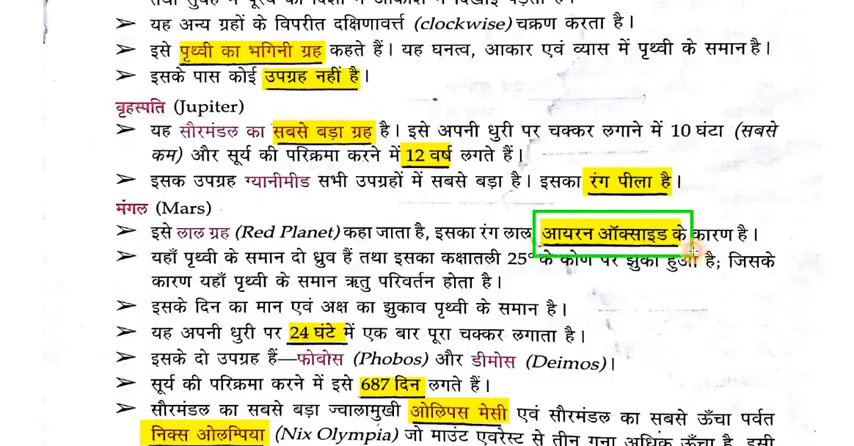 ➢ यह अन्य ग्रहों के विपरीत दक्षिणावर्त्त (clockwise) चक्रण करता है।
➢ इसे पृथ्वी का भगिनी ग्रह कहते हैं। यह घनत्व, आकार एवं व्यास में पृथ्वी के समान है।
➢ इसके पास कोई उपग्रह नहीं है।
बृहस्पति (Jupiter)
➢ यह सौरमंडल का सबसे बड़ा ग्रह है। इसे अपनी धुरी पर चक्कर लगाने में 10 घंटा (सबसे
कम) और सूर्य की परिक्रमा करने में 12 वर्ष लगते हैं।
➢ इसक उपग्रह ग्यानीमीड सभी उपग्रहों में सबसे बड़ा है। इसका रंग पीला है।
मंगल (Mars)
➢ इसे लाल ग्रह (Red Planet) कहा जाता है, इसका रंग लाल आयरन ऑक्साइड के कारण है।
➢ यहाँ पृथ्वी के समान दो ध्रुव हैं तथा इसका कक्षातली 25° के कोण पर झुका हुआ है; जिसके
कारण यहाँ पृथ्वी के समान ऋतु परिवर्तन होता है।
➢ इसके दिन का मान एवं अक्ष का झुकाव पृथ्वी के समान है।
➢ यह अपनी धुरी पर 24 घंटे में एक बार पूरा चक्कर लगाता है।
➢ इसके दो उपग्रह हैं—फोबोस (Phobos) और डीमोस (Deimos)।
➢ सूर्य की परिक्रमा करने में इसे 687 दिन लगते हैं।
➢ सौरमंडल का सबसे बड़ा ज्वालामुखी ओलिपस मेसी एवं सौरमंडल का सबसे ऊँचा पर्वत
निक्स ओलम्पिया (Nix Olympia) जो माउंट एवरेस्ट से तीन गुना अधिक ऊँचा है, इसी